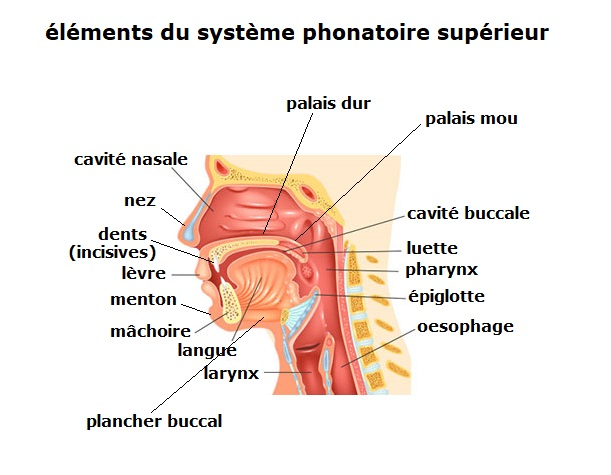 éléments du système phonatoire supérieur
palais dur
palais mou
cavité nasale
nez
cavité buccale
dents
(incisives)
luette
lèvre
pharynx
menton
épiglotte
mâchoire
oesophage
langue
larynx
plancher buccal